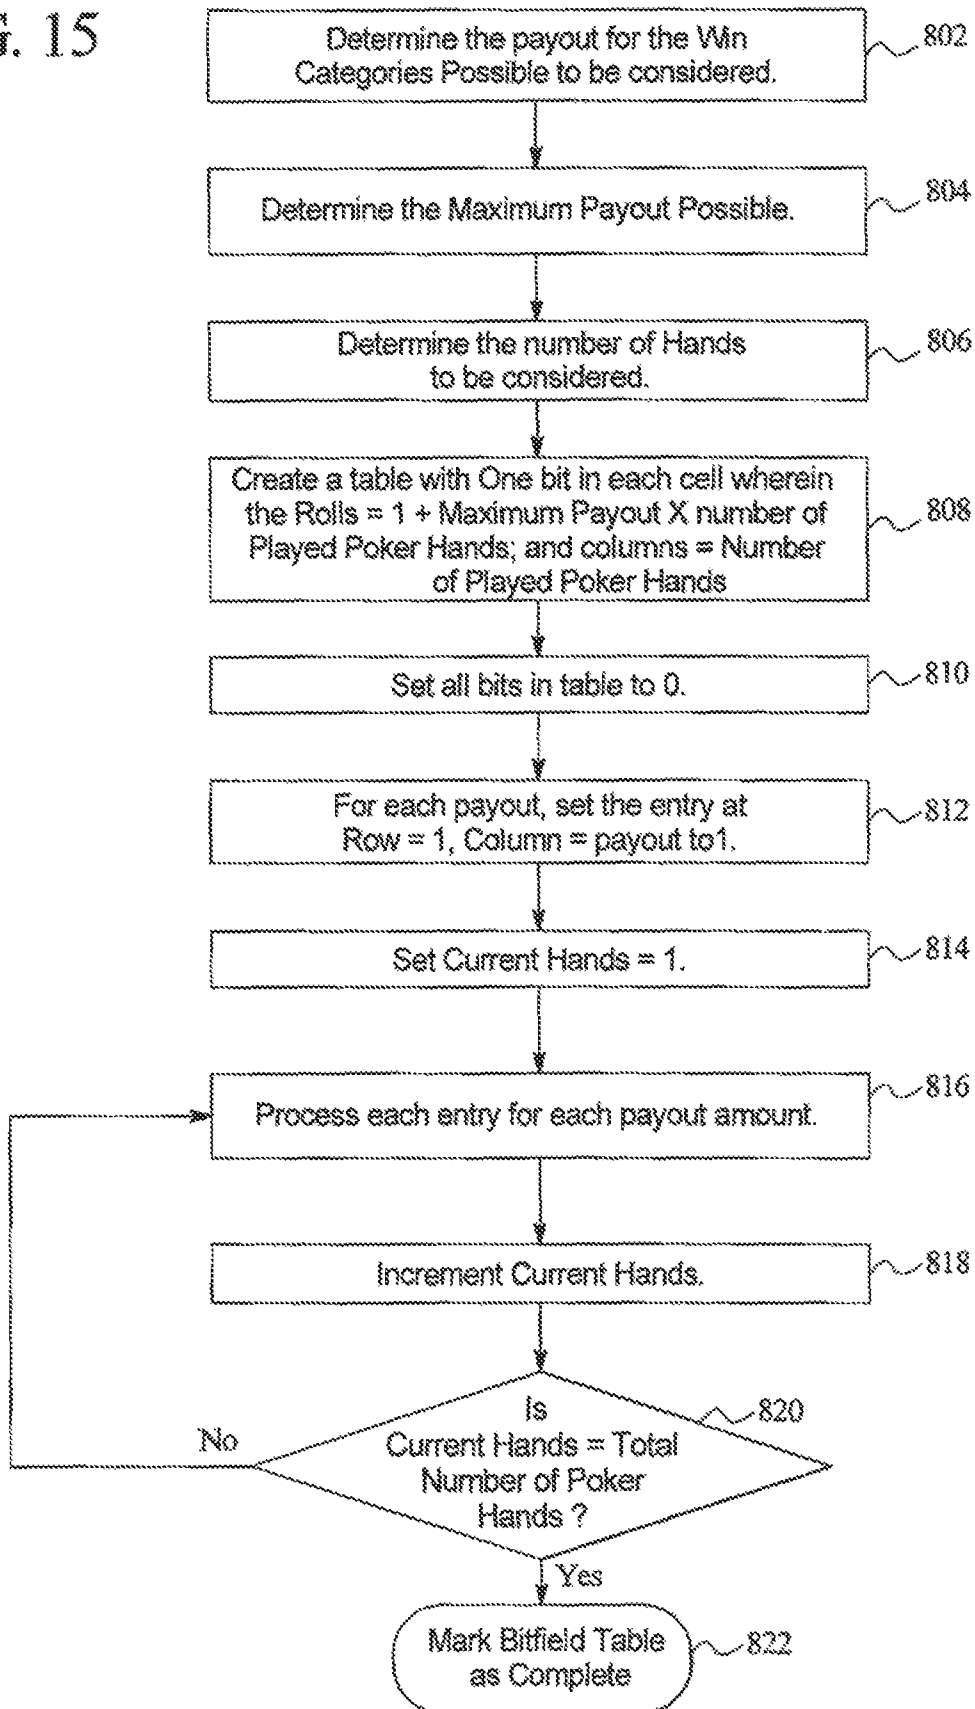 G. 15
Determine the payout for the Win
Categories Possible to be considered.
802
Determine the Maximum Payout Possible.
804
Determine the number of Hands
to be considered.
806
Create a table with One bit in each cell wherein
the Rolls = 1 + Maximum Payout X number of
Played Poker Hands; and columns = Number
of Played Poker Hands
808
Set all bits in table to 0.
810
For each payout, set the entry at
Row = 1, Column = payout to1.
812
Set Current Hands = 1.
814
Process each entry for each payout amount.
816
Increment Current Hands.
818
Is
Current Hands = Total
Number of Poker
Hands ?
820
No
Yes
Mark Bitfield Table
as Complete
822